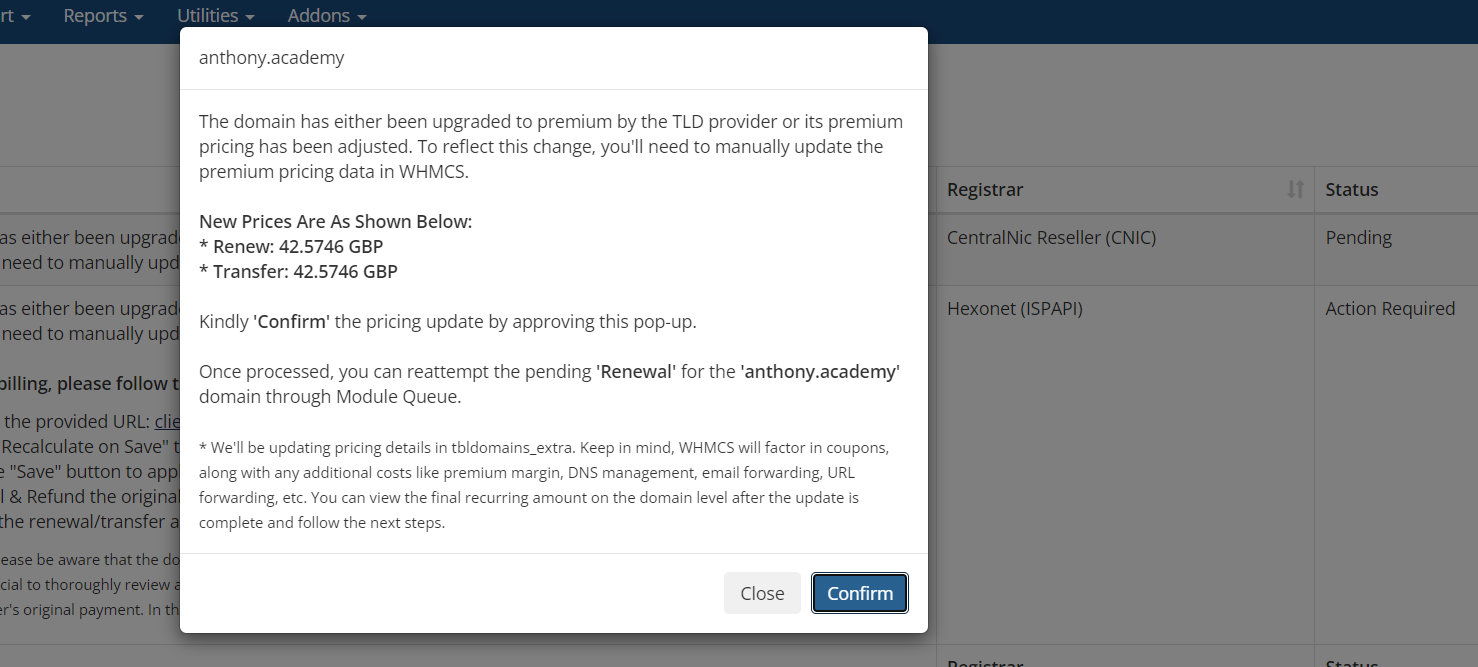 rt
Reports
Utilities
Addons
anthony.academy
The domain has either been upgraded to premium by the TLD provider or its premium
pricing has been adjusted. To reflect this change, you'll need to manually update the
premium pricing data in WHMCS.
New Prices Are As Shown Below:
* Renew: 42.5746 GBP
* Transfer: 42.5746 GBP
Kindly 'Confirm' the pricing update by approving this pop-up.
Once processed, you can reattempt the pending 'Renewal' for the 'anthony.academy'
domain through Module Queue.
* We'll be updating pricing details in tbldomains_extra. Keep in mind, WHMCS will factor in coupons,
along with any additional costs like premium margin, DNS management, email forwarding, URL
forwarding, etc. You can view the final recurring amount on the domain level after the update is
complete and follow the next steps.
Close
Confirm
Registrar
Status
as either been upgrad
need to manually upd
CentralNic Reseller (CNIC)
Pending
as either been upgrad
need to manually upd
Hexonet (ISPAPI)
Action Required
billing, please follow t
the provided URL: clie
Recalculate on Save" t
e "Save" button to app
l & Refund the original
the renewal/transfer a
ease be aware that the do
cial to thoroughly review a
er's original payment. In th
Registrar
Status